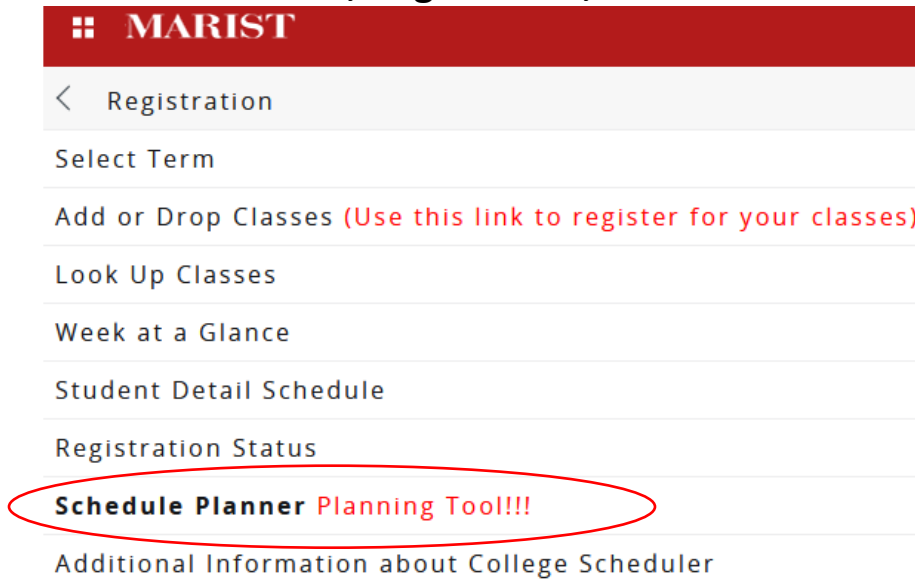 MARIST
< Registration
Select Term
Add or Drop Classes (Use this link to register for your classes)
Look Up Classes
Week at a Glance
Student Detail Schedule
Registration Status
Schedule Planner Planning Tool!!!
Additional Information about College Scheduler